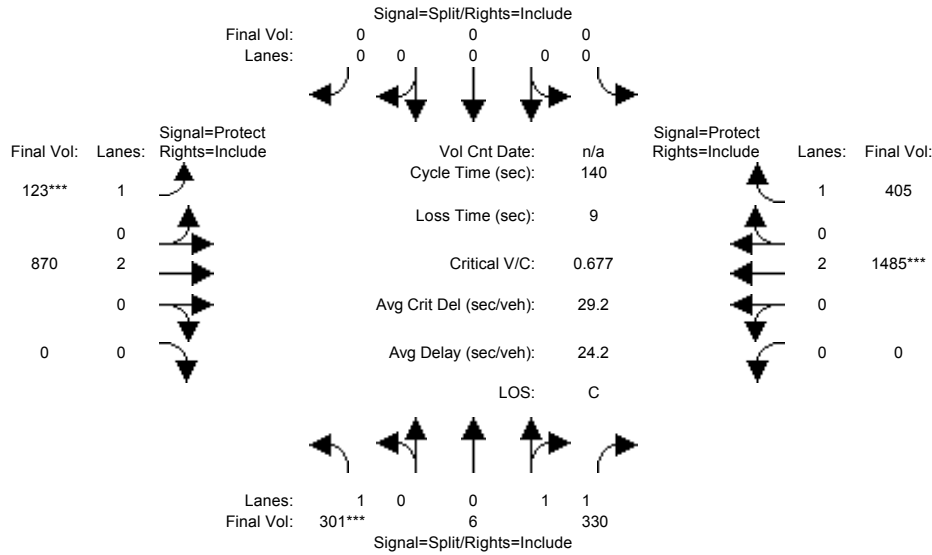 Signal=Split/Rights=Include
Final Vol: 0 0 0
Lanes: 0 0 0 0 0
Signal=Protect Signal=Protect
Final Vol: Lanes: Rights=Include Vol Cnt Date: n/a Rights=Include Lanes: Final Vol:
Cycle Time (sec): 140
123*** 1 1 405
Loss Time (sec): 9
0 0
870 2 Critical V/C: 0.677 2 1485***
0 Avg Crit Del (sec/veh): 29.2 0
0 0 Avg Delay (sec/veh): 24.2 0 0
LOS: C
Lanes: 1 0 0 1 1
Final Vol: 301*** 6 330
Signal=Split/Rights=Include